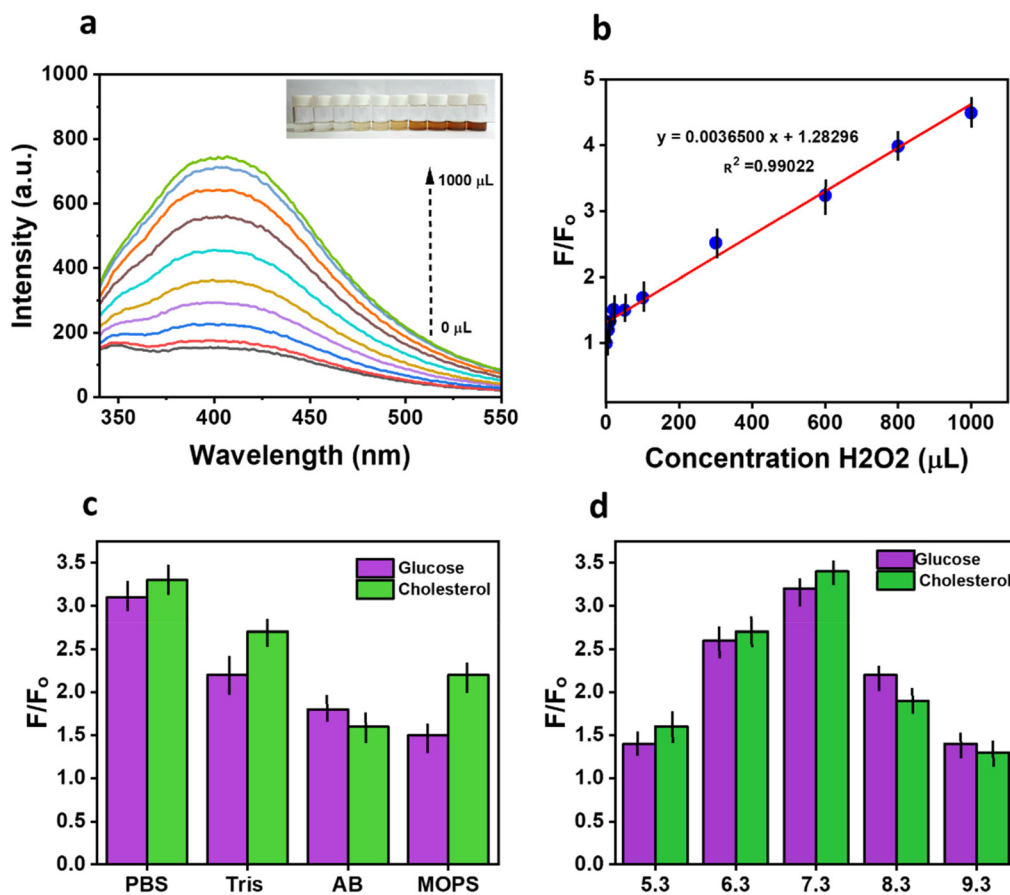 a
1000
800
600
400
200
0
Intensity (a.u.)
350 400 450 500 550
Wavelength (nm)
1000 μL
0 μL
b
5
4
3
2
1
F/Fo
0 200 400 600 800 1000
Concentration H2O2 (μL)
y = 0.0036500 x + 1.28296
R² =0.99022
c
3.5
3.0
2.5
2.0
1.5
1.0
0.5
0.0
F/Fo
PBS Tris AB MOPS
Glucose
Cholesterol
d
3.5
3.0
2.5
2.0
1.5
1.0
0.5
0.0
F/Fo
5.3 6.3 7.3 8.3 9.3
Glucose
Cholesterol